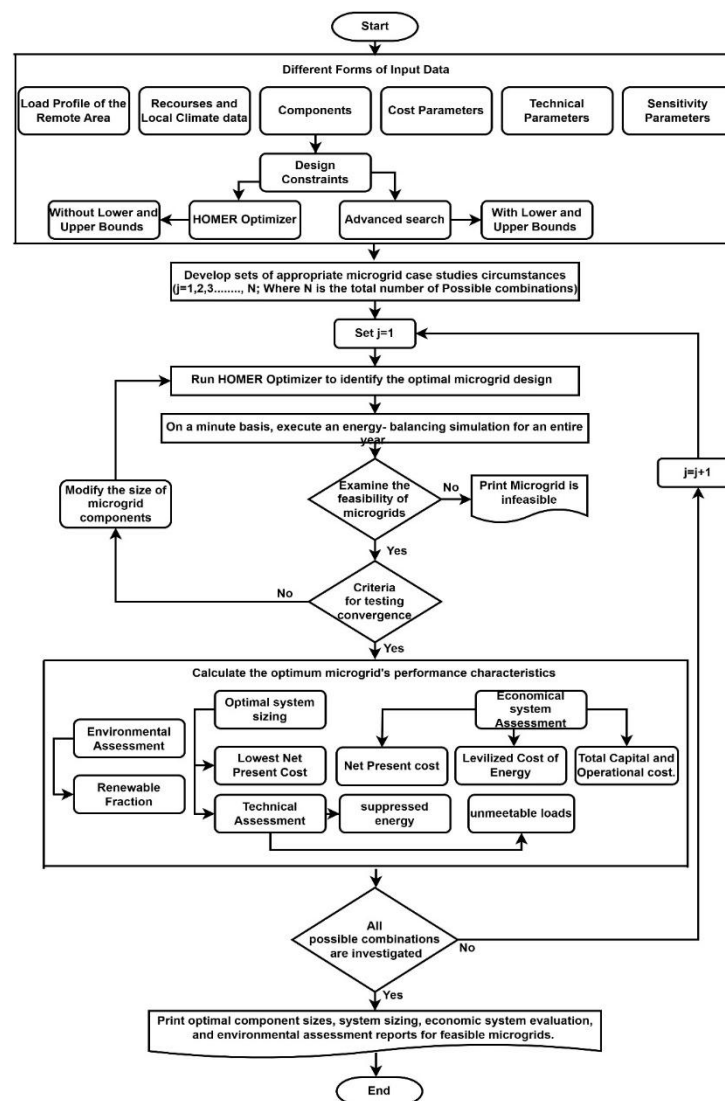 Start
Different Forms of Input Data
Load Profile of the
Remote Area
Recourses and
Local Climate data
Components
Cost Parameters
Technical
Parameters
Sensitivity
Parameters
Design
Constraints
Without Lower and
Upper Bounds
HOMER Optimizer
Advanced search
With Lower and
Upper Bounds
Develop sets of appropriate microgrid case studies circumstances
(j=1,2,3........, N; Where N is the total number of Possible combinations)
Set j=1
Run HOMER Optimizer to identify the optimal microgrid design
On a minute basis, execute an energy- balancing simulation for an entire
year
Modify the size of
microgrid
components
Examine the
feasibility of
microgrids
No
Print Microgrid is
infeasible
j=j+1
Yes
No
Criteria
for testing
convergence
Yes
Calculate the optimum microgrid's performance characteristics
Environmental
Assessment
Renewable
Fraction
Optimal system
sizing
Lowest Net
Present Cost
Technical
Assessment
suppressed
energy
Economical
system
Assessment
Net Present cost
Levilized Cost of
Energy
Total Capital and
Operational cost.
unmeetable loads
All
possible combinations
are investigated
No
Yes
Print optimal component sizes, system sizing, economic system evaluation,
and environmental assessment reports for feasible microgrids.
End